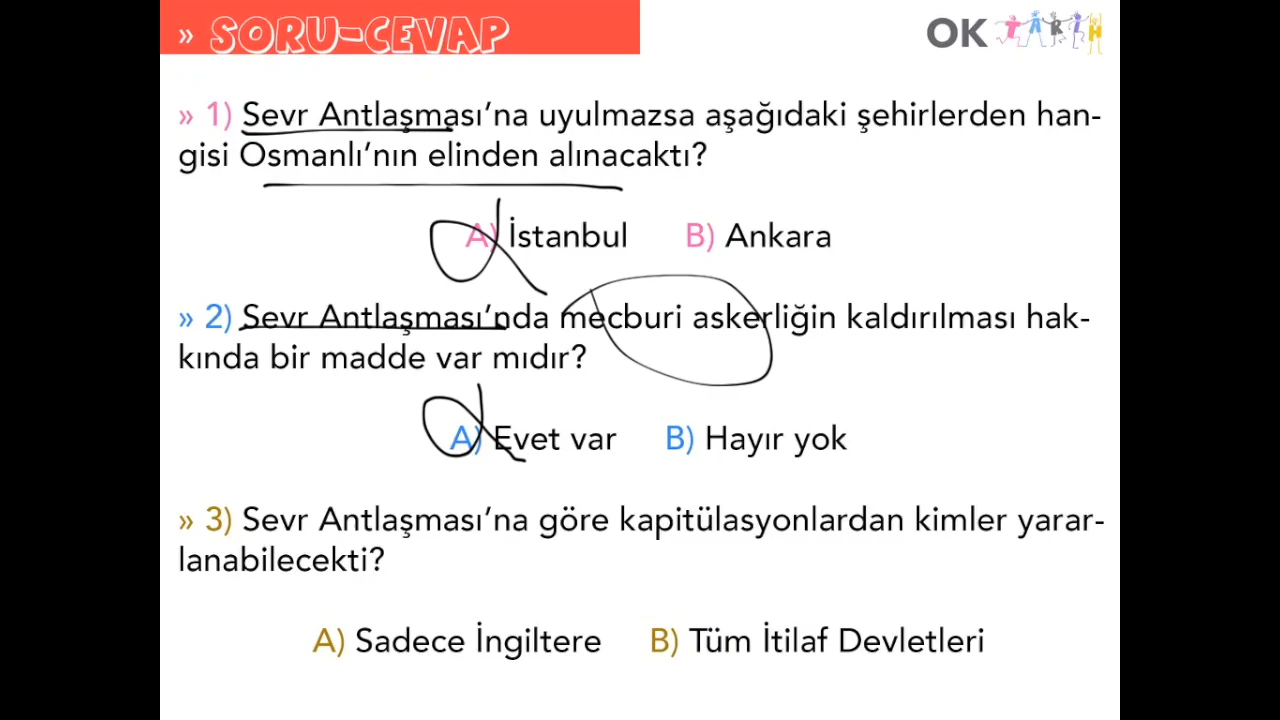 » SORU-CEVAP
OK TARİH
» 1) Sevr Antlaşması’na uyulmazsa aşağıdaki şehirlerden han-
gisi Osmanlı’nın elinden alınacaktı?
A) İstanbul B) Ankara
» 2) Sevr Antlaşması’nda mecburi askerliğin kaldırılması hak-
kında bir madde var mıdır?
A) Evet var B) Hayır yok
» 3) Sevr Antlaşması’na göre kapitülasyonlardan kimler yarar-
lanabilecekti?
A) Sadece İngiltere B) Tüm İtilaf Devletleri